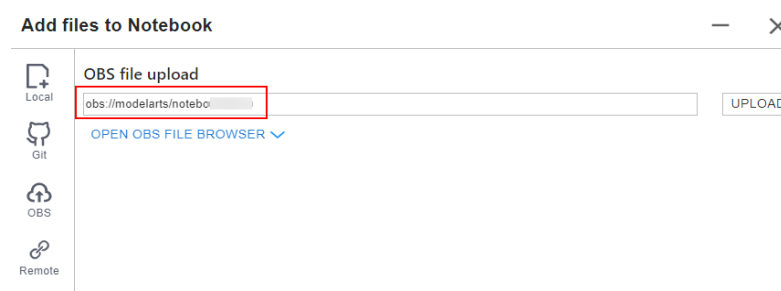 Add files to Notebook
OBS file upload
Local
obs://modelarts/notebo
UPLOAD
OPEN OBS FILE BROWSER
Git
OBS
Remote